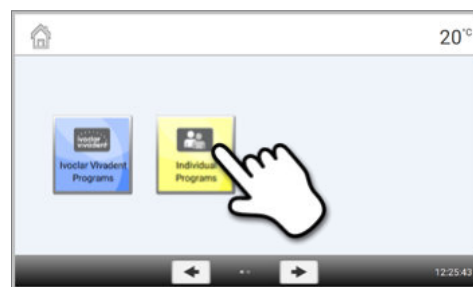 20°C
ivoclar
vivadent
Ivoclar Vivadent
Programs
Individual
Programs
12:25:43